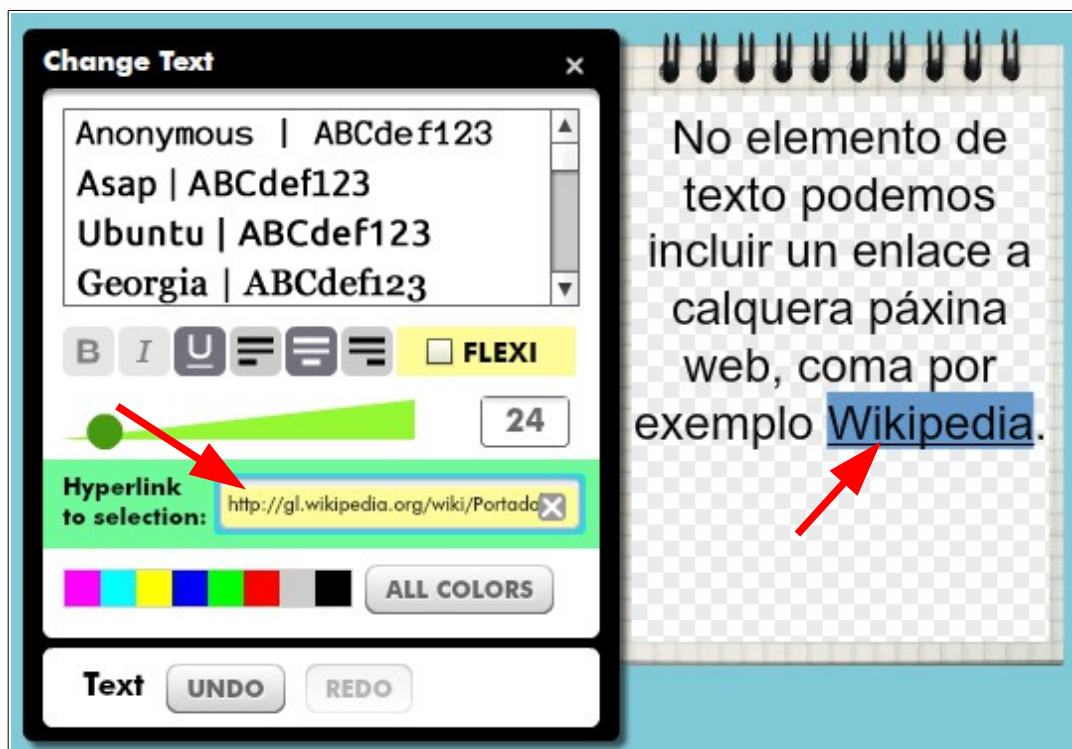 Change Text
Anonymous | ABCdef123
Asap | ABCdef123
Ubuntu | ABCdef123
Georgia | ABCdef123
B I U FLEXI
24
Hyperlink
to selection:
http://gl.wikipedia.org/wiki/Portada
ALL COLORS
Text UNDO REDO
No elemento de
texto podemos
incluir un enlace a
calquera páxina
web, coma por
exemplo Wikipedia.